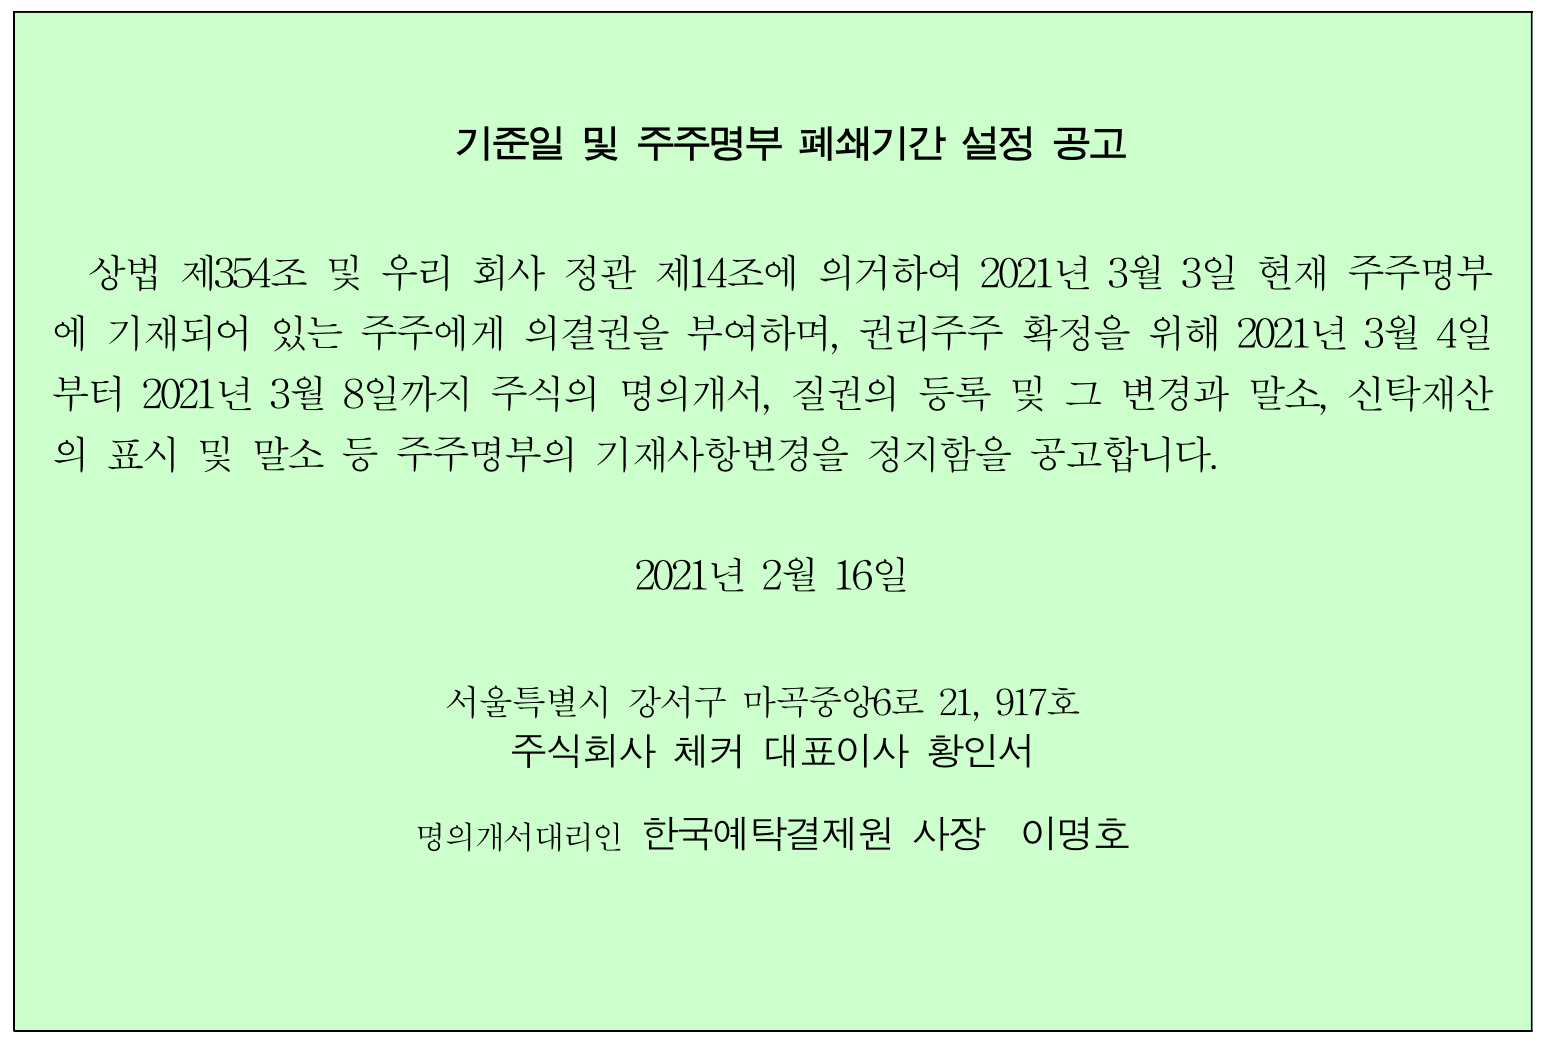 기준일 및 주주명부 폐쇄기간 설정 공고
상법 제354조 및 우리 회사 정관 제14조에 의거하여 2021년 3월 3일 현재 주주명부
에 기재되어 있는 주주에게 의결권을 부여하며, 권리주주 확정을 위해 2021년 3월 4일
부터 2021년 3월 8일까지 주식의 명의개서, 질권의 등록 및 그 변경과 말소, 신탁재산
의 표시 및 말소 등 주주명부의 기재사항변경을 정지함을 공고합니다.
2021년 2월 16일
서울특별시 강서구 마곡중앙6로 21, 917호
주식회사 체커 대표이사 황인서
명의개서대리인 한국예탁결제원 사장 이명호